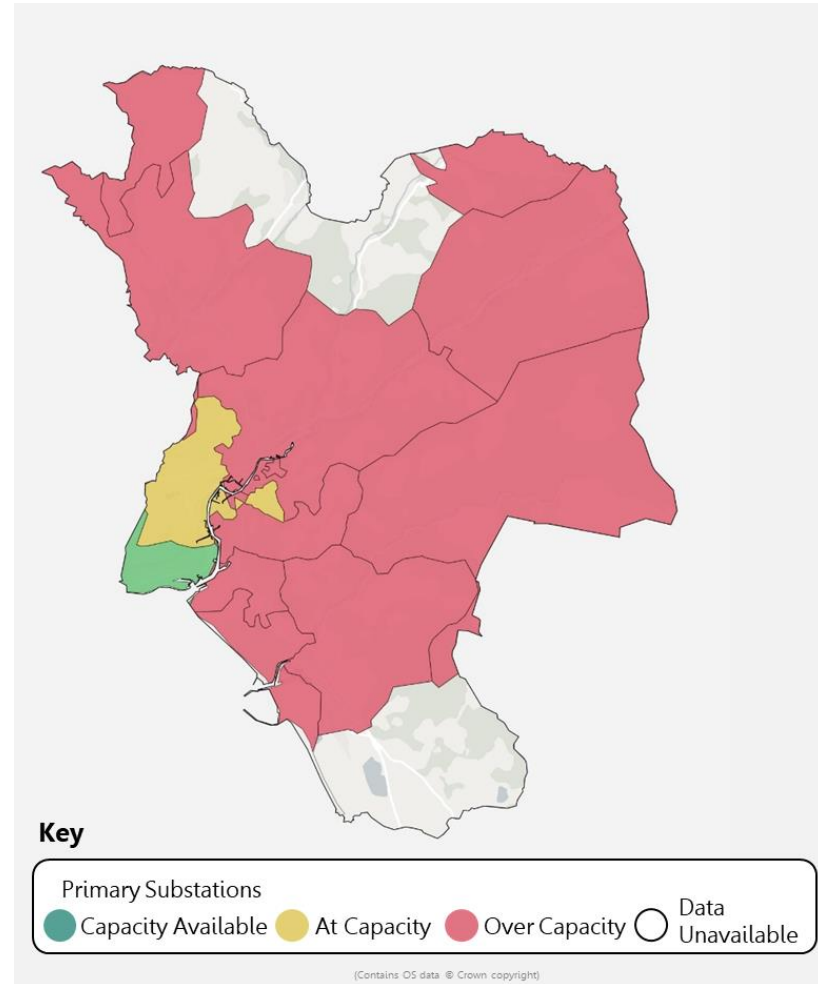 Key
Primary Substations
Capacity Available
At Capacity
Over Capacity
Data
Unavailable
(Contains OS data © Crown copyright)